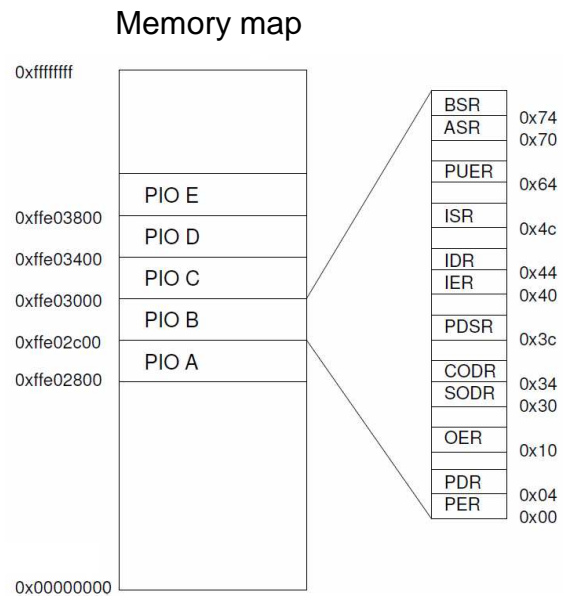 Memory map
0xffffffff
PIO E
0xffe03800
PIO D
0xffe03400
PIO C
0xffe03000
PIO B
0xffe02c00
PIO A
0xffe02800
0x00000000
BSR
0x74
ASR
0x70
PUER
0x64
ISR
0x4c
IDR
0x44
IER
0x40
PDSR
0x3c
CODR
0x34
SODR
0x30
OER
0x10
PDR
0x04
PER
0x00